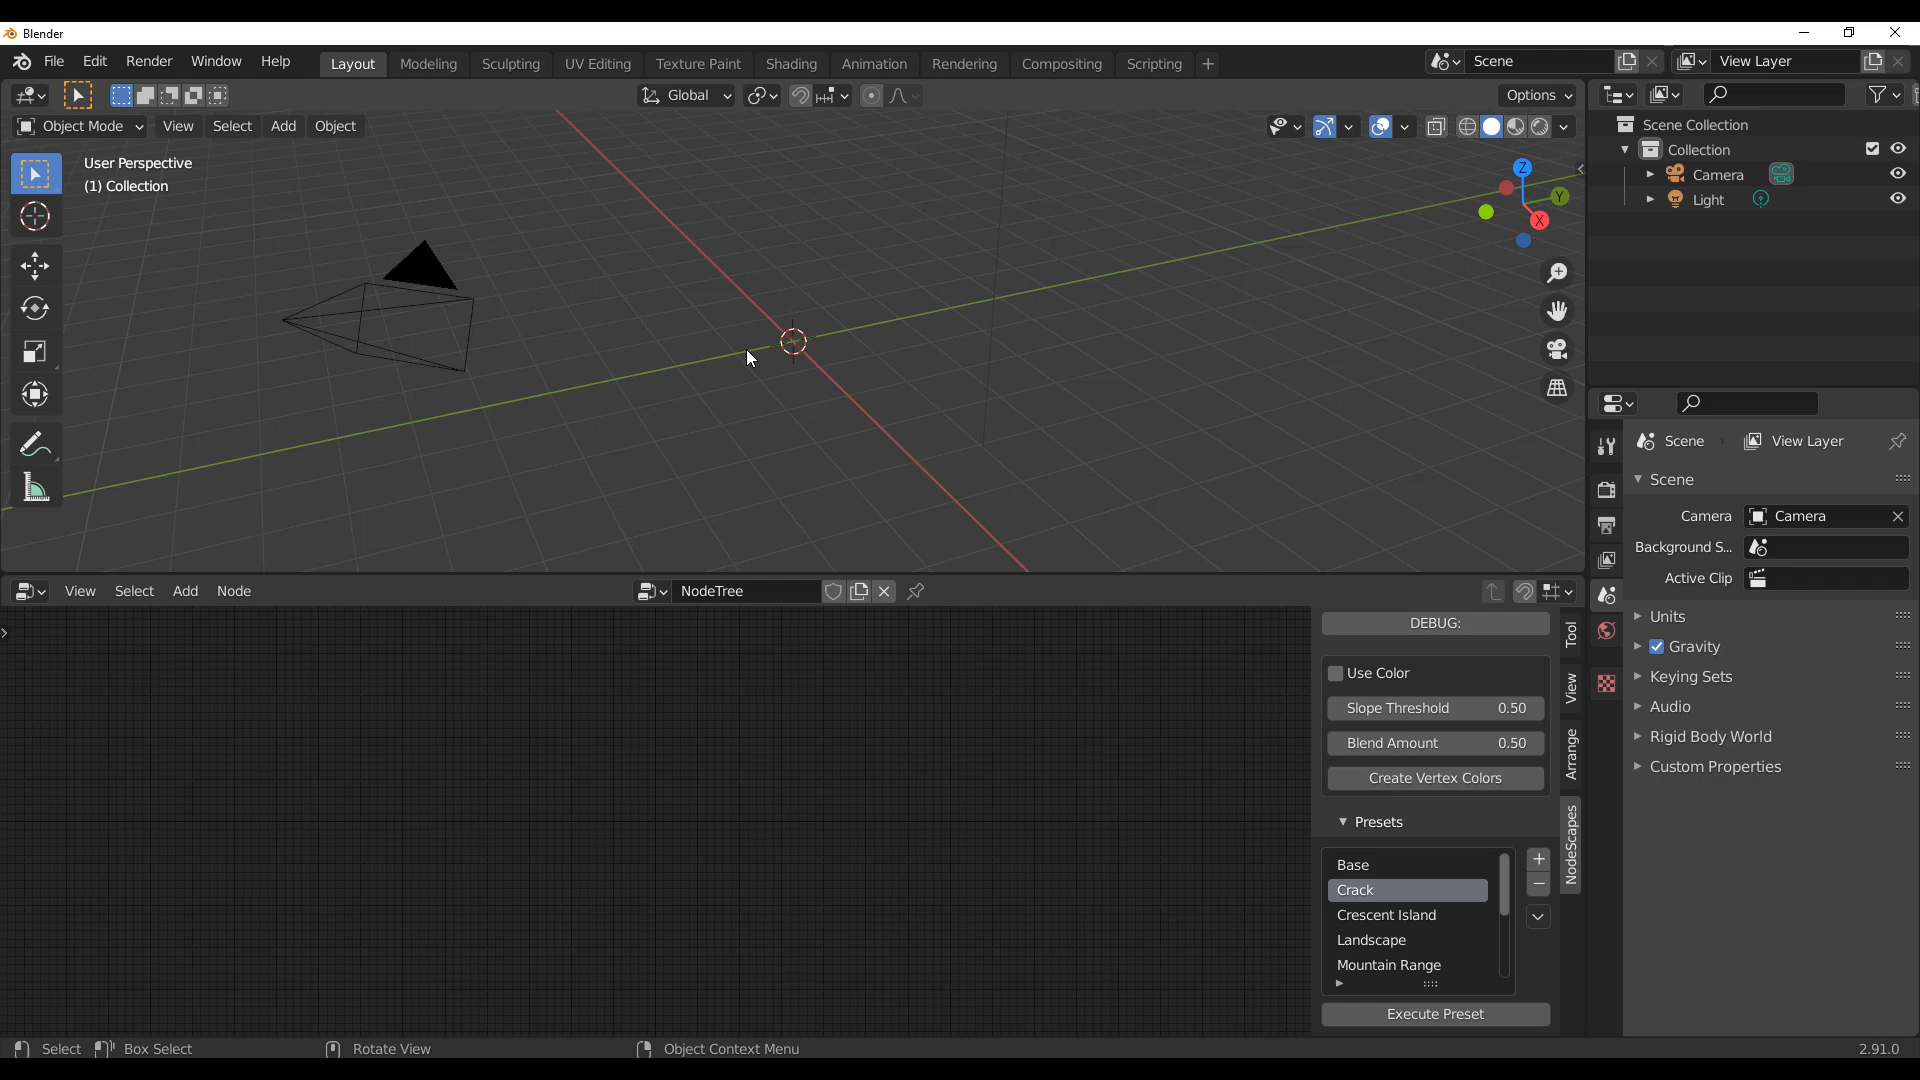 Blender
File Edit Render Window Help Layout Modeling Sculpting UV Editing Texture Paint Shading Animation Rendering Compositing Scripting + Scene View Layer
Global Options
Object Mode View Select Add Object
User Perspective
(1) Collection
Z
Y
X
Scene Collection
Collection
Camera
Light
Scene View Layer
Scene
Camera Camera
Background S...
Active Clip
Units
Gravity
Keying Sets
Audio
Rigid Body World
Custom Properties
View Select Add Node NodeTree
DEBUG:
Use Color
Slope Threshold 0.50
Blend Amount 0.50
Create Vertex Colors
Presets
Base
Crack
Crescent Island
Landscape
Mountain Range
Execute Preset
Tool
View
Arrange
NodeScapes
Select Box Select Rotate View Object Context Menu 2.91.0